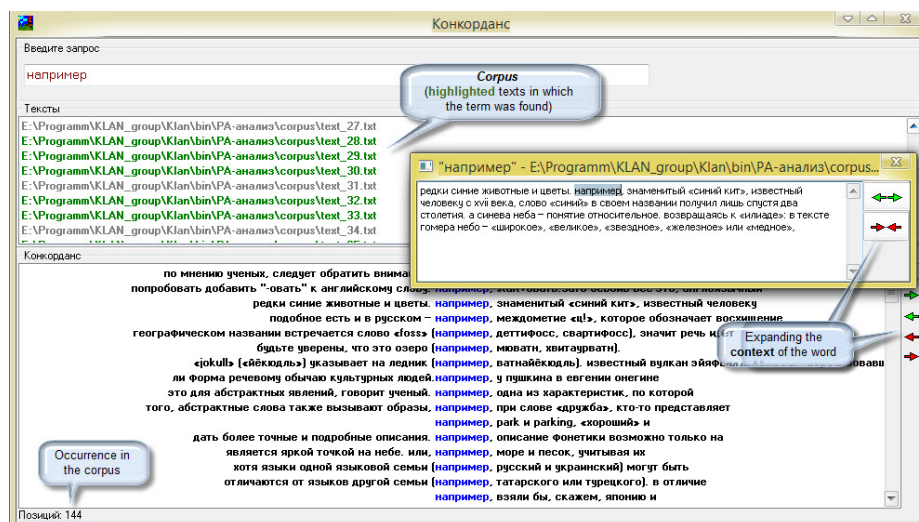 Конкорданс
Введите запрос
например
Corpus
(highlighted texts in which
the term was found)
Тексты
E:\Programm\KLAN_group\Klan\bin\PA-анализ\corpus\text_27.txt
E:\Programm\KLAN_group\Klan\bin\PA-анализ\corpus\text_28.txt
E:\Programm\KLAN_group\Klan\bin\PA-анализ\corpus\text_29.txt
E:\Programm\KLAN_group\Klan\bin\PA-анализ\corpus\text_30.txt
E:\Programm\KLAN_group\Klan\bin\PA-анализ\corpus\text_31.txt
E:\Programm\KLAN_group\Klan\bin\PA-анализ\corpus\text_32.txt
E:\Programm\KLAN_group\Klan\bin\PA-анализ\corpus\text_33.txt
E:\Programm\KLAN_group\Klan\bin\PA-анализ\corpus\text_34.txt
"например" - E:\Programm\KLAN_group\Klan\bin\PA-анализ\corpus...
редки синие животные и цветы. например, знаменитый «синий кит», известный
человеку с xvii века, слово «синий» в своем названии получил лишь спустя два
столетия. а синева неба – понятие относительное. возвращаясь к «илиаде»: в тексте
гомера небо – «широкое», «великое», «звездное», «железное» или «медное»,
Конкорданс
по мнению ученых, следует обратить
попробовать добавить "-овать" к английскому слову.
редки синие животные и цветы. например, знаменитый «синий кит», известный человеку
подобное есть и в русском – например, междометие «ц!», которое обозначает восхищение
географическом названии встречается слово «foss» (например, деттифосс, свартифосс), значит речь идет
будьте уверены, что это озеро (например, мюватн, хвитаурватн).
«jokull» («йёкюдль») указывает на ледник (например, ватнайёкюдль). известный вулкан
ли форма речевому обычаю культурных людей. например, у пушкина в евгении онегине
это для абстрактных явлений, говорит ученый. например, одна из характеристик, по которой
того, абстрактные слова также вызывают образы, например, при слове «дружба», кто-то представляет
например, park и parking, «хороший» и
дать более точные и подробные описания. например, описание фонетики возможно только на
является яркой точкой на небе. или, например, море и песок, учитывая их
хотя языки одной языковой семьи (например, русский и украинский) могут быть
отличаются от языков другой семьи (например, татарского или турецкого). в отличие
например, взяли бы, скажем, японию и
Expanding the
context of the word
Occurrence in
the corpus
Позиций: 144